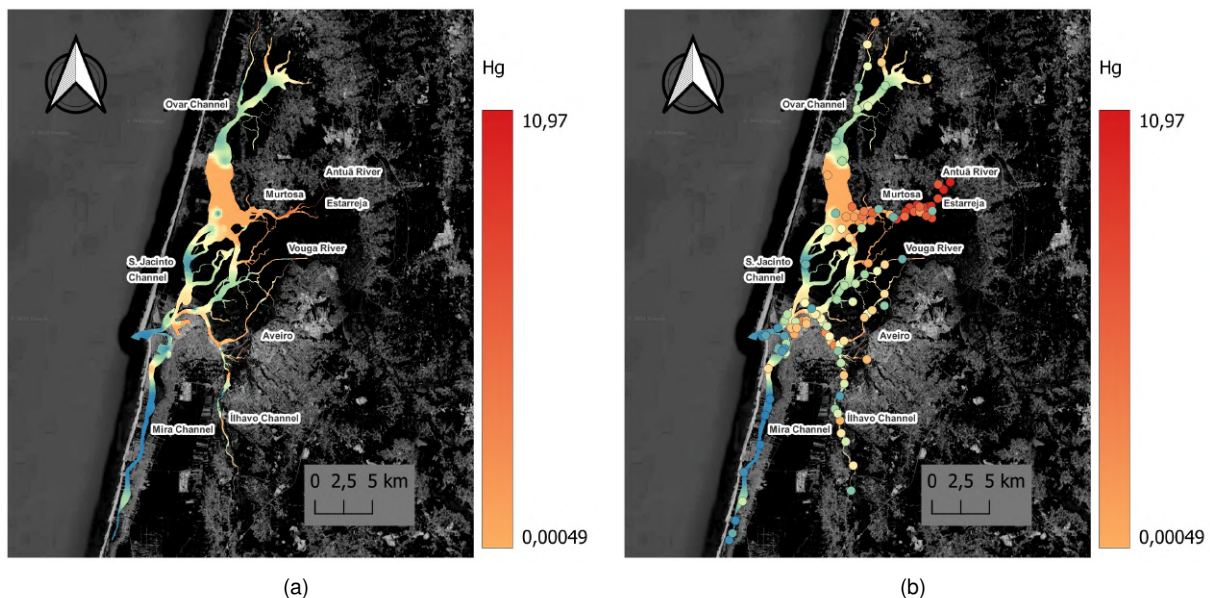 Hg
10,97
0,00049
Ovar Channel
Antuã River
Murtosa
Estarreja
Vouga River
S. Jacinto
Channel
Aveiro
Ílhavo Channel
Mira Channel
0 2,5 5 km
(a)
Hg
10,97
0,00049
Ovar Channel
Antuã River
Murtosa
Estarreja
Vouga River
S. Jacinto
Channel
Aveiro
Ílhavo Channel
Mira Channel
0 2,5 5 km
(b)